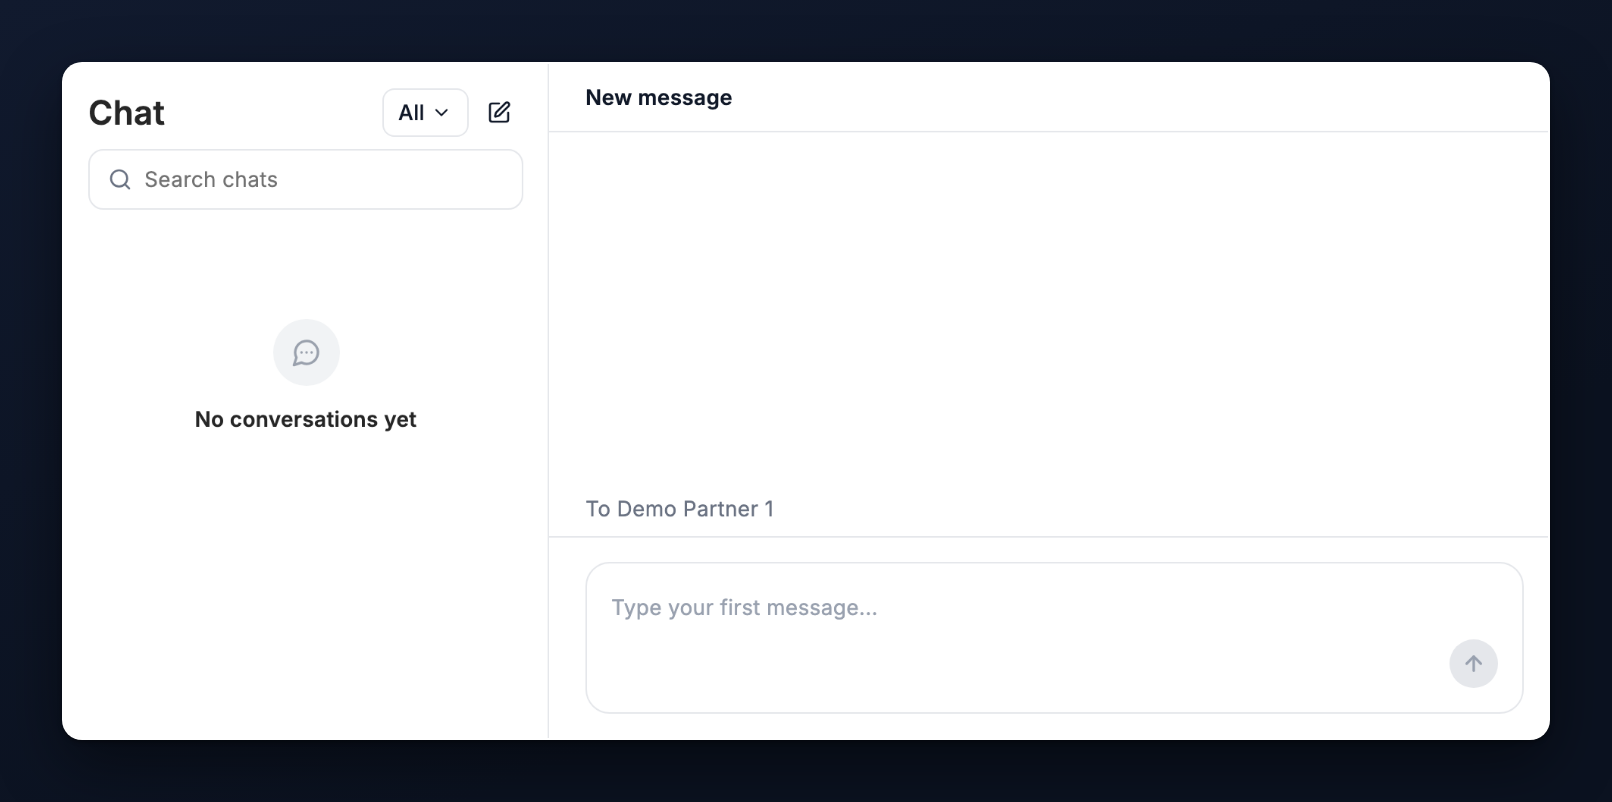 Chat
All
Search chats
No conversations yet
New message
To Demo Partner 1
Type your first message...